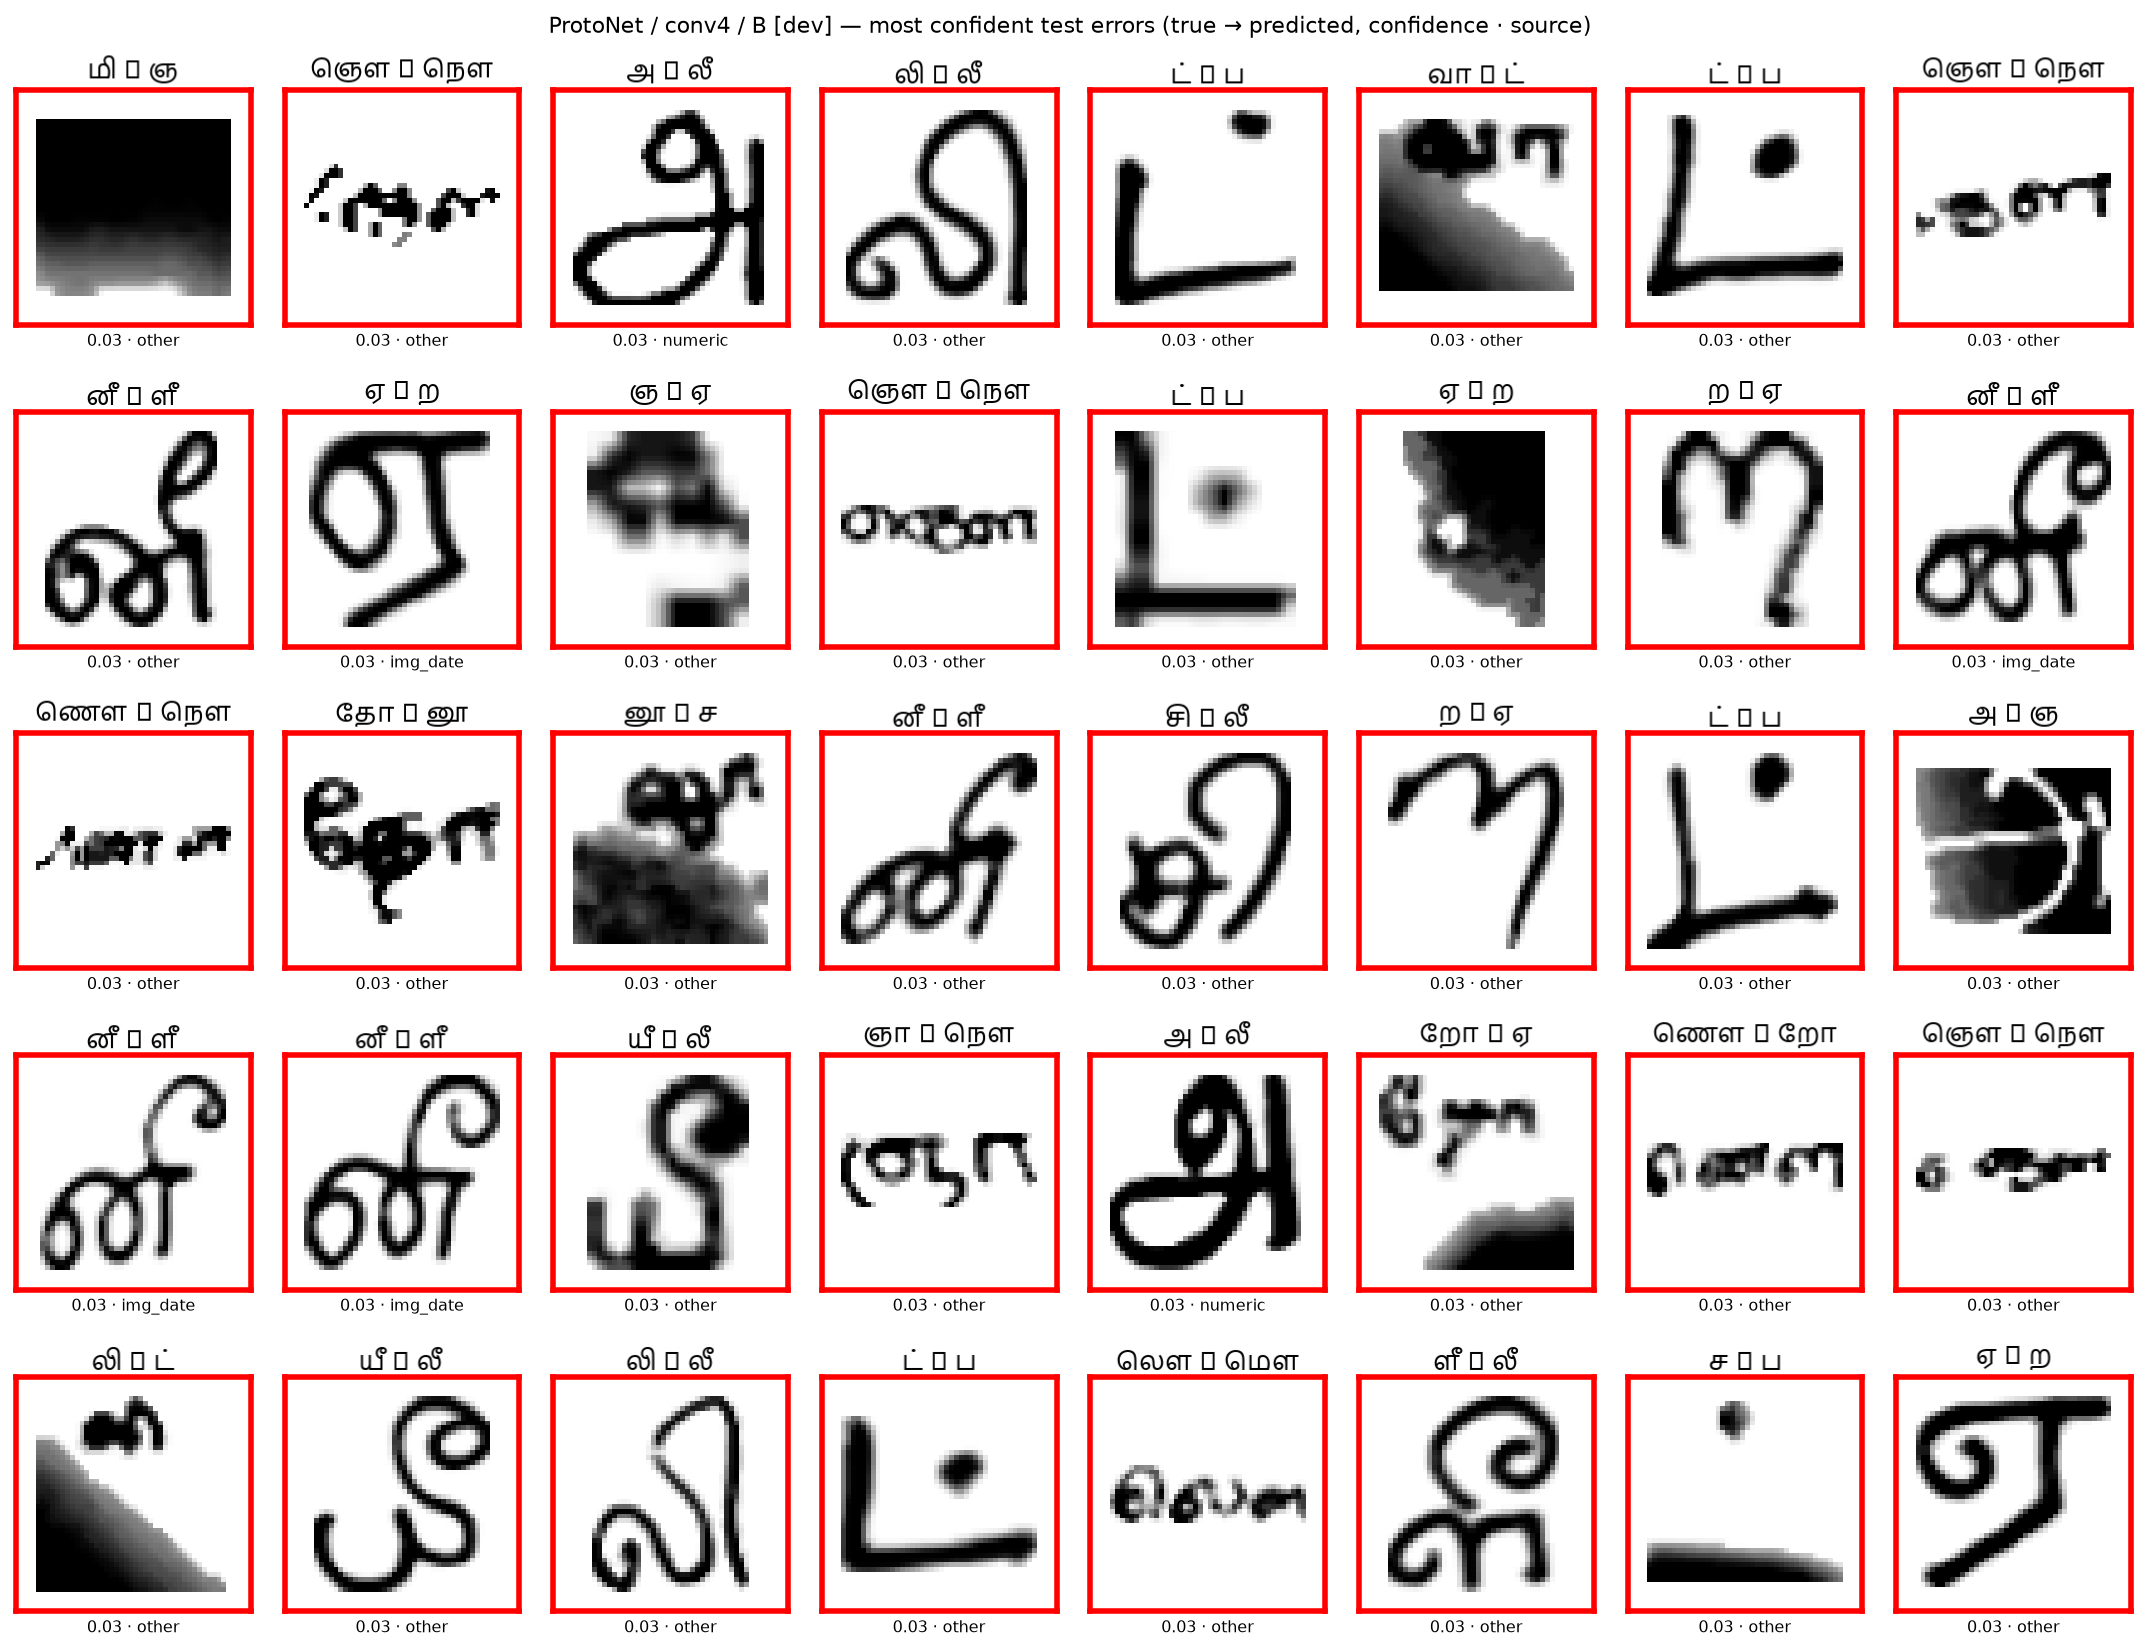 ProtoNet / conv4 / B [dev] — most confident test errors (true → predicted, confidence · source)
மி ▯ ஞ ஞௌ ▯ நௌ அ ▯ லீ லி ▯ லீ ட் ▯ ப வா ▯ ட் ட் ▯ ப ஞௌ ▯ நௌ
அ லி ட் வா ட்
0.03 · other 0.03 · other 0.03 · numeric 0.03 · other 0.03 · other 0.03 · other 0.03 · other 0.03 · other
னீ ▯ ளீ ஏ ▯ ற ஞ ▯ ஏ ஞௌ ▯ நௌ ட் ▯ ப ஏ ▯ ற ற ▯ ஏ னீ ▯ ளீ
னீ ஏ ட் ற னீ
0.03 · other 0.03 · img_date 0.03 · other 0.03 · other 0.03 · other 0.03 · other 0.03 · other 0.03 · img_date
ணௌ ▯ நௌ தோ ▯ னூ னூ ▯ ச னீ ▯ ளீ சி ▯ லீ ற ▯ ஏ ட் ▯ ப அ ▯ ஞ
தோ னீ சி ற ட்
0.03 · other 0.03 · other 0.03 · other 0.03 · other 0.03 · other 0.03 · other 0.03 · other 0.03 · other
னீ ▯ ளீ னீ ▯ ளீ யீ ▯ லீ ஞா ▯ நௌ அ ▯ லீ றோ ▯ ஏ ணௌ ▯ றோ ஞௌ ▯ நௌ
னீ னீ யீ ஞா அ றோ ணௌ
0.03 · img_date 0.03 · img_date 0.03 · other 0.03 · other 0.03 · numeric 0.03 · other 0.03 · other 0.03 · other
லி ▯ ட் யீ ▯ லீ லி ▯ லீ ட் ▯ ப லௌ ▯ மௌ ளீ ▯ லீ ச ▯ ப ஏ ▯ ற
யீ லி ட் லௌ ளீ ஏ
0.03 · other 0.03 · other 0.03 · other 0.03 · other 0.03 · other 0.03 · other 0.03 · other 0.03 · other